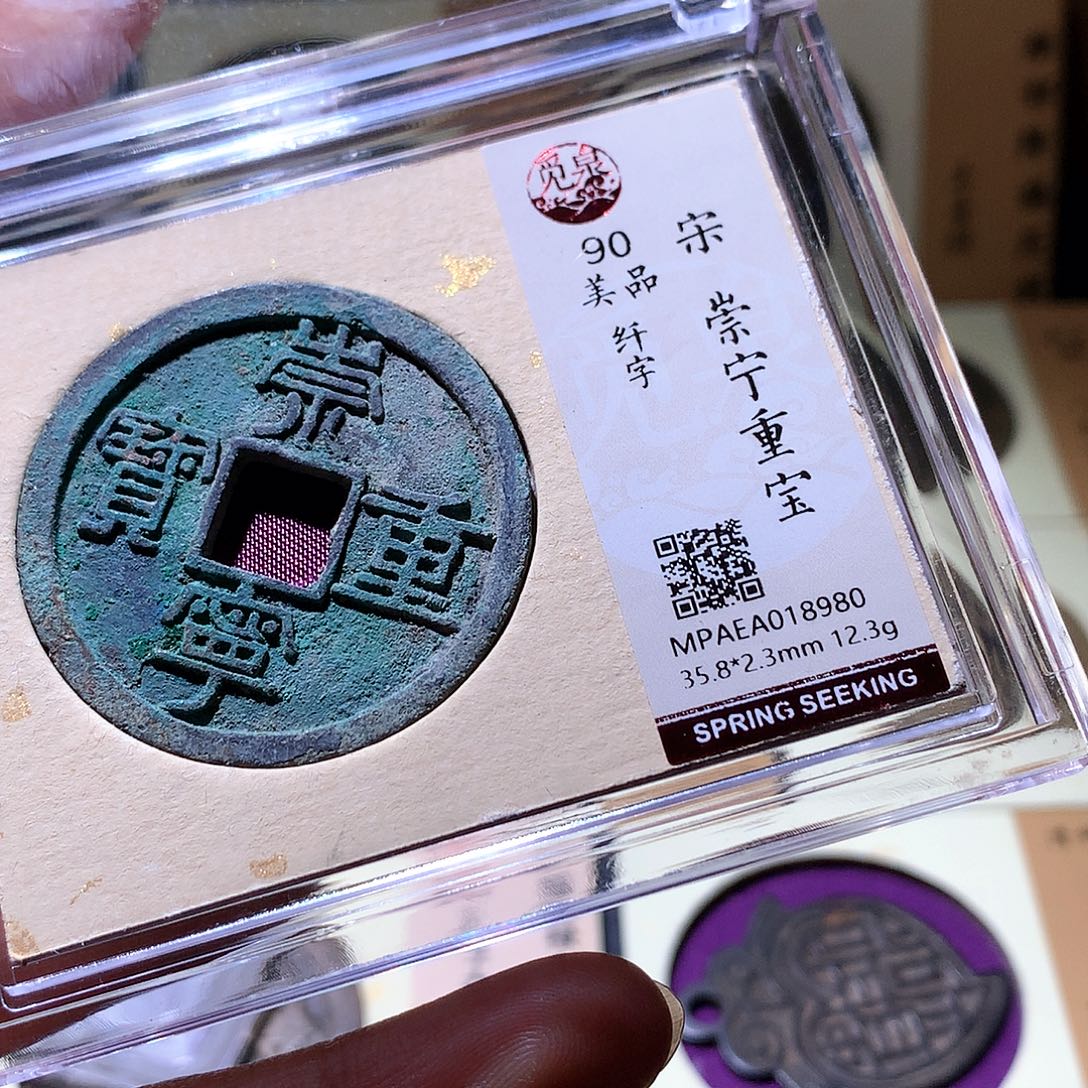 崇
重
寧
寶
觅泉
宋 崇宁重宝
90
美品
纤字
MPAEA018980
35.8*2.3mm 12.3g
SPRING SEEKING